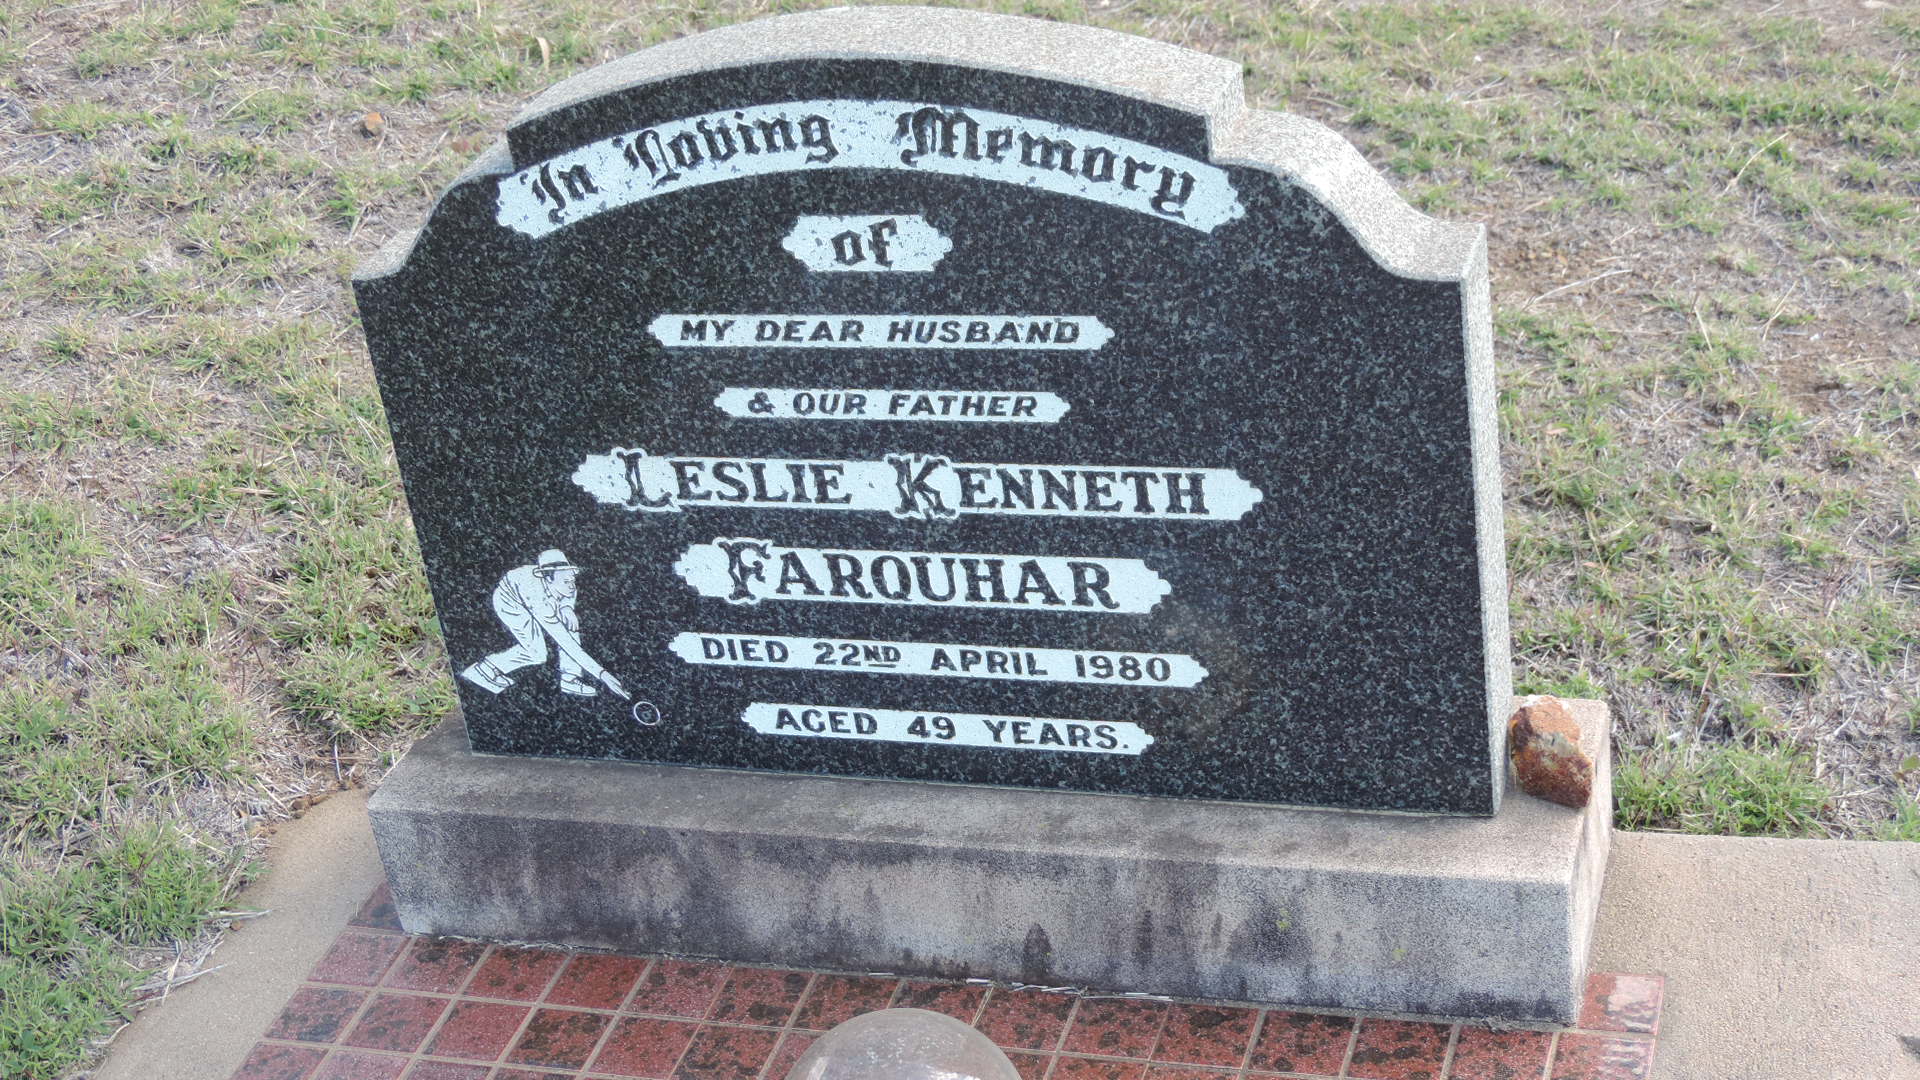 In Loving Memory
of
MY DEAR HUSBAND
& OUR FATHER
LESLIE KENNETH
FARQUHAR
DIED 22ND APRIL 1980
AGED 49 YEARS.